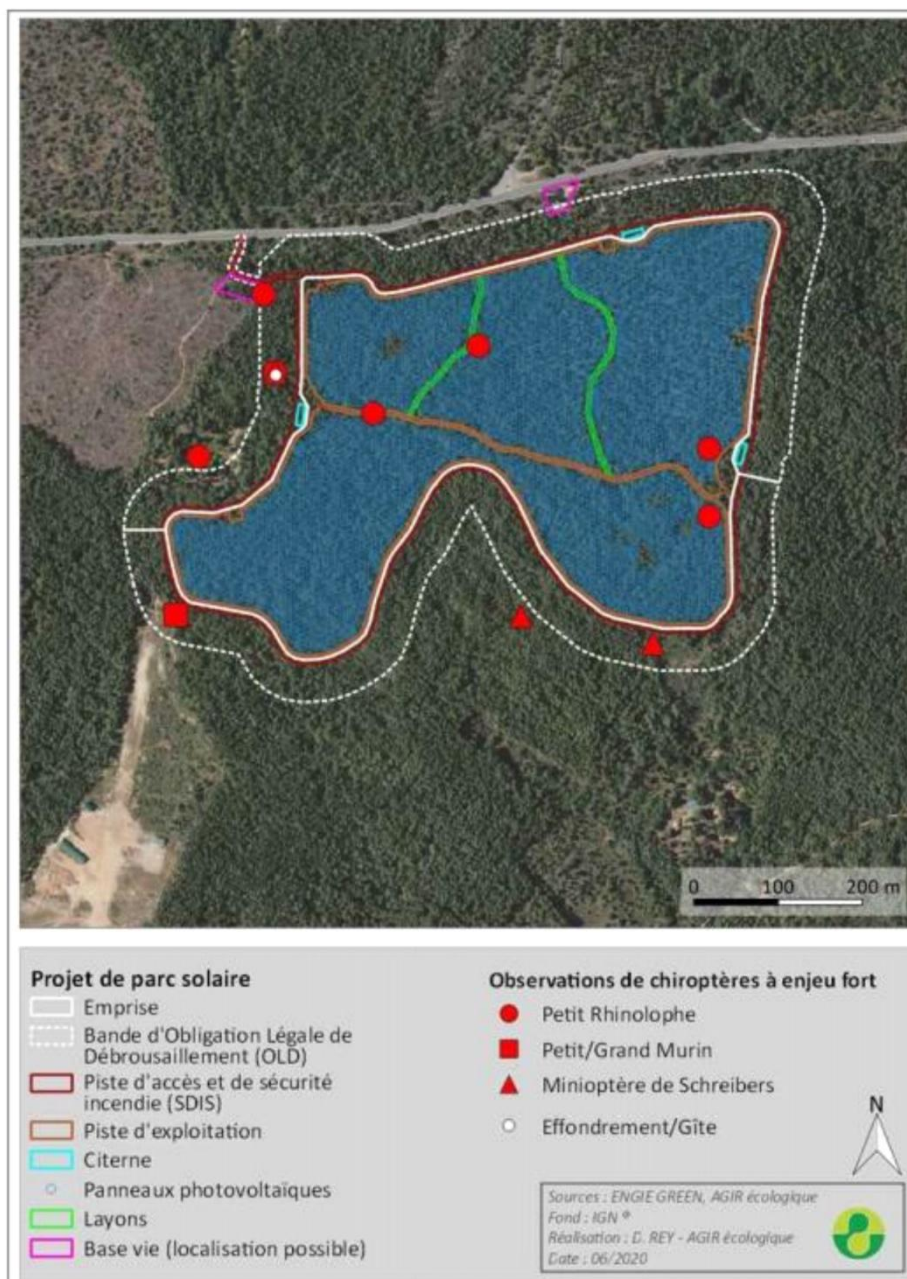 0 100 200 m
Projet de parc solaire
Emprise
Bande d'Obligation Légale de
Débrousaillement (OLD)
Piste d'accès et de sécurité
incendie (SDIS)
Piste d'exploitation
Citerne
Panneaux photovoltaïques
Layons
Base vie (localisation possible)
Observations de chiroptères à enjeu fort
Petit Rhinolophe
Petit/Grand Murin
Minioptère de Schreibers
Effondrement/Gîte
N
Sources : ENGIE GREEN, AGIR écologique
Fond : IGN ®
Réalisation : D. REY - AGIR écologique
Date : 06/2020